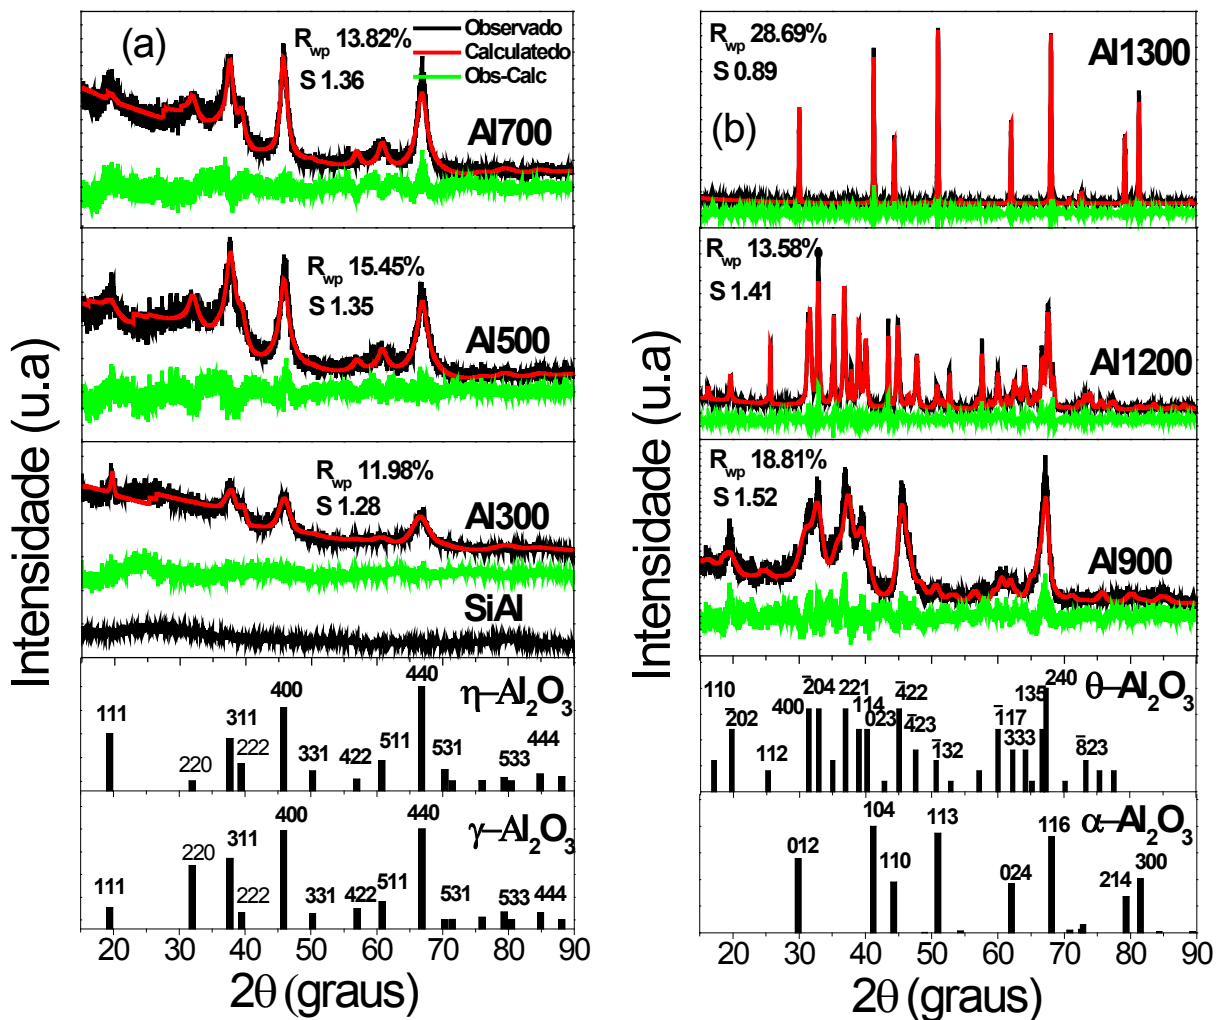 (a)
Observado
Calculatedo
Obs-Calc
Rwp 13.82%
S 1.36
Al700
Rwp 15.45%
S 1.35
Al500
Rwp 11.98%
S 1.28
Al300
SiAl
η–Al2O3
111
220
311
222
400
331
422
511
440
531
533
444
γ–Al2O3
111
220
311
222
400
331
422
511
440
531
533
444
20 30 40 50 60 70 80 90
2θ (graus)
Intensidade (u.a)
Rwp 28.69%
S 0.89
Al1300
(b)
Rwp 13.58%
S 1.41
Al1200
Rwp 18.81%
S 1.52
Al900
θ–Al2O3
110
2̄02
112
400
2̄04
221
114
023
4̄22
4̄23
1̄32
1̄17
333
135
240
8̄23
α–Al2O3
012
104
110
113
024
116
214
300
20 30 40 50 60 70 80 90
2θ (graus)
Intensidade (u.a)